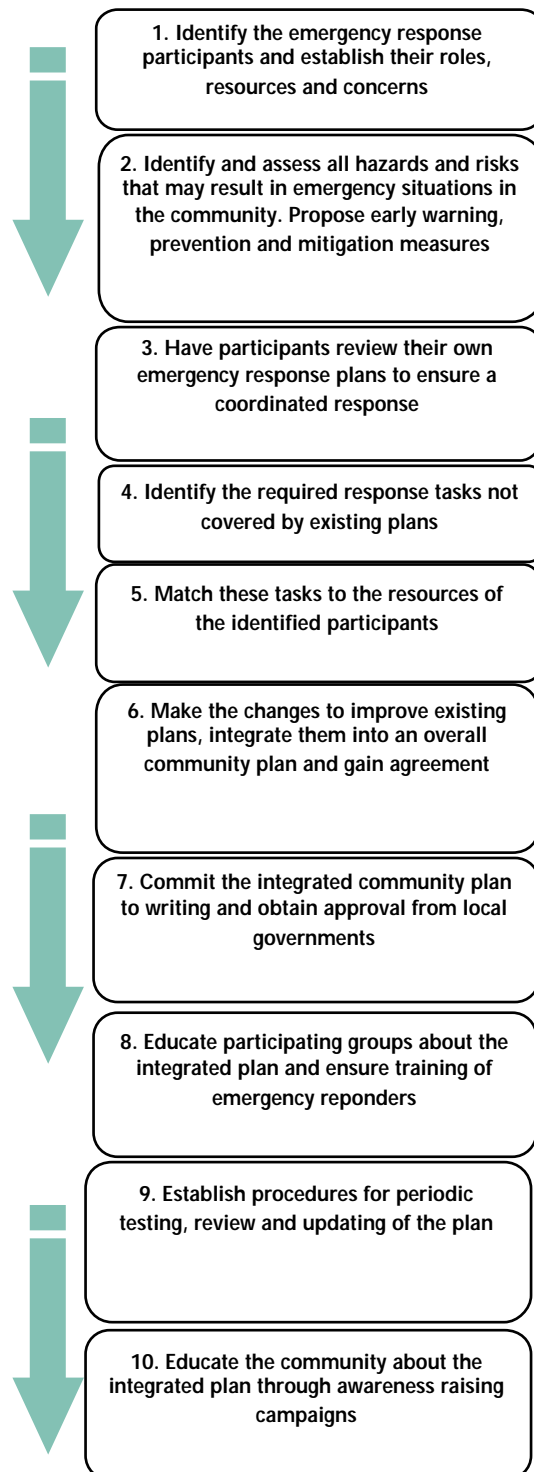 1. Identify the emergency response
participants and establish their roles,
resources and concerns
2. Identify and assess all hazards and risks
that may result in emergency situations in
the community. Propose early warning,
prevention and mitigation measures
3. Have participants review their own
emergency response plans to ensure a
coordinated response
4. Identify the required response tasks not
covered by existing plans
5. Match these tasks to the resources of
the identified participants
6. Make the changes to improve existing
plans, integrate them into an overall
community plan and gain agreement
7. Commit the integrated community plan
to writing and obtain approval from local
governments
8. Educate participating groups about the
integrated plan and ensure training of
emergency reponders
9. Establish procedures for periodic
testing, review and updating of the plan
10. Educate the community about the
integrated plan through awareness raising
campaigns